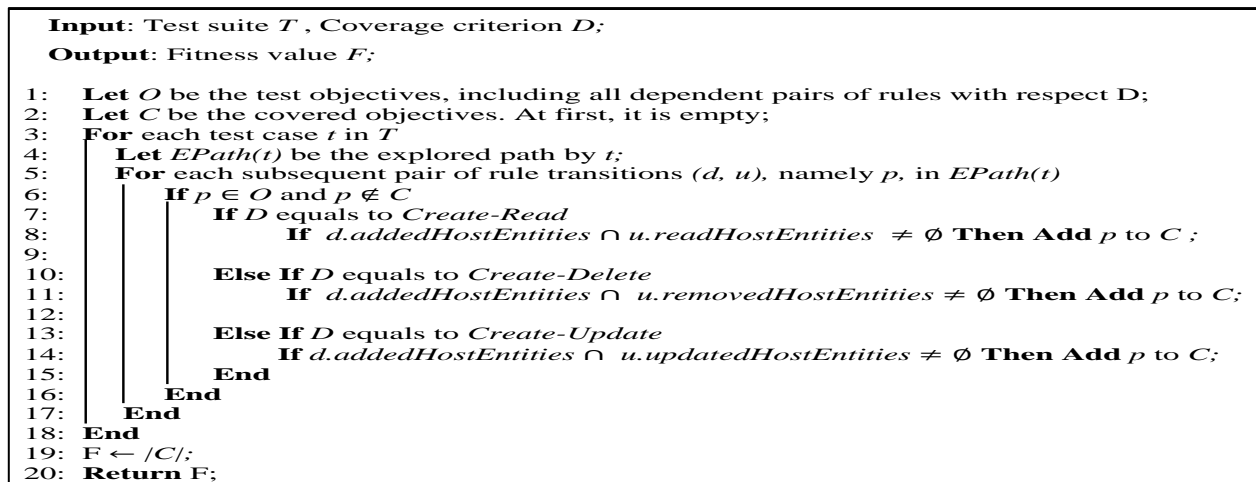 Input: Test suite T , Coverage criterion D;
Output: Fitness value F;
1: Let O be the test objectives, including all dependent pairs of rules with respect D;
2: Let C be the covered objectives. At first, it is empty;
3: For each test case t in T
4: Let EPath(t) be the explored path by t;
5: For each subsequent pair of rule transitions (d, u), namely p, in EPath(t)
6: If p ∈ O and p ∉ C
7: If D equals to Create-Read
8: If d.addedHostEntities ∩ u.readHostEntities ≠ ∅ Then Add p to C ;
9:
10: Else If D equals to Create-Delete
11: If d.addedHostEntities ∩ u.removedHostEntities ≠ ∅ Then Add p to C;
12:
13: Else If D equals to Create-Update
14: If d.addedHostEntities ∩ u.updatedHostEntities ≠ ∅ Then Add p to C;
15: End
16: End
17: End
18: End
19: F ← /C/;
20: Return F;